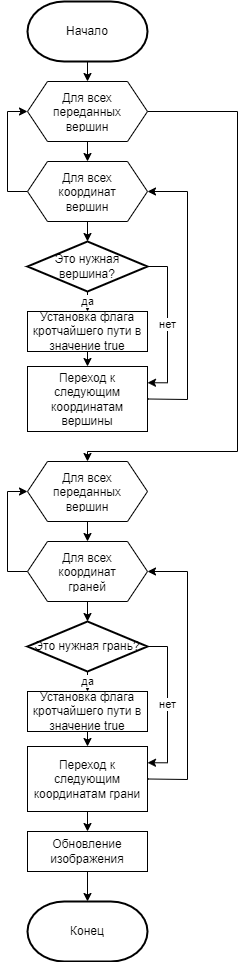 Начало
Для всех
переданных
вершин
Для всех
координат
вершин
Это нужная
вершина?
да
нет
Установка флага
кротчайшего пути в
значение true
Переход к
следующим
координатам
вершины
Для всех
переданных
вершин
Для всех
координат
граней
Это нужная грань?
да
нет
Установка флага
кротчайшего пути в
значение true
Переход к
следующим
координатам грани
Обновление
изображения
Конец